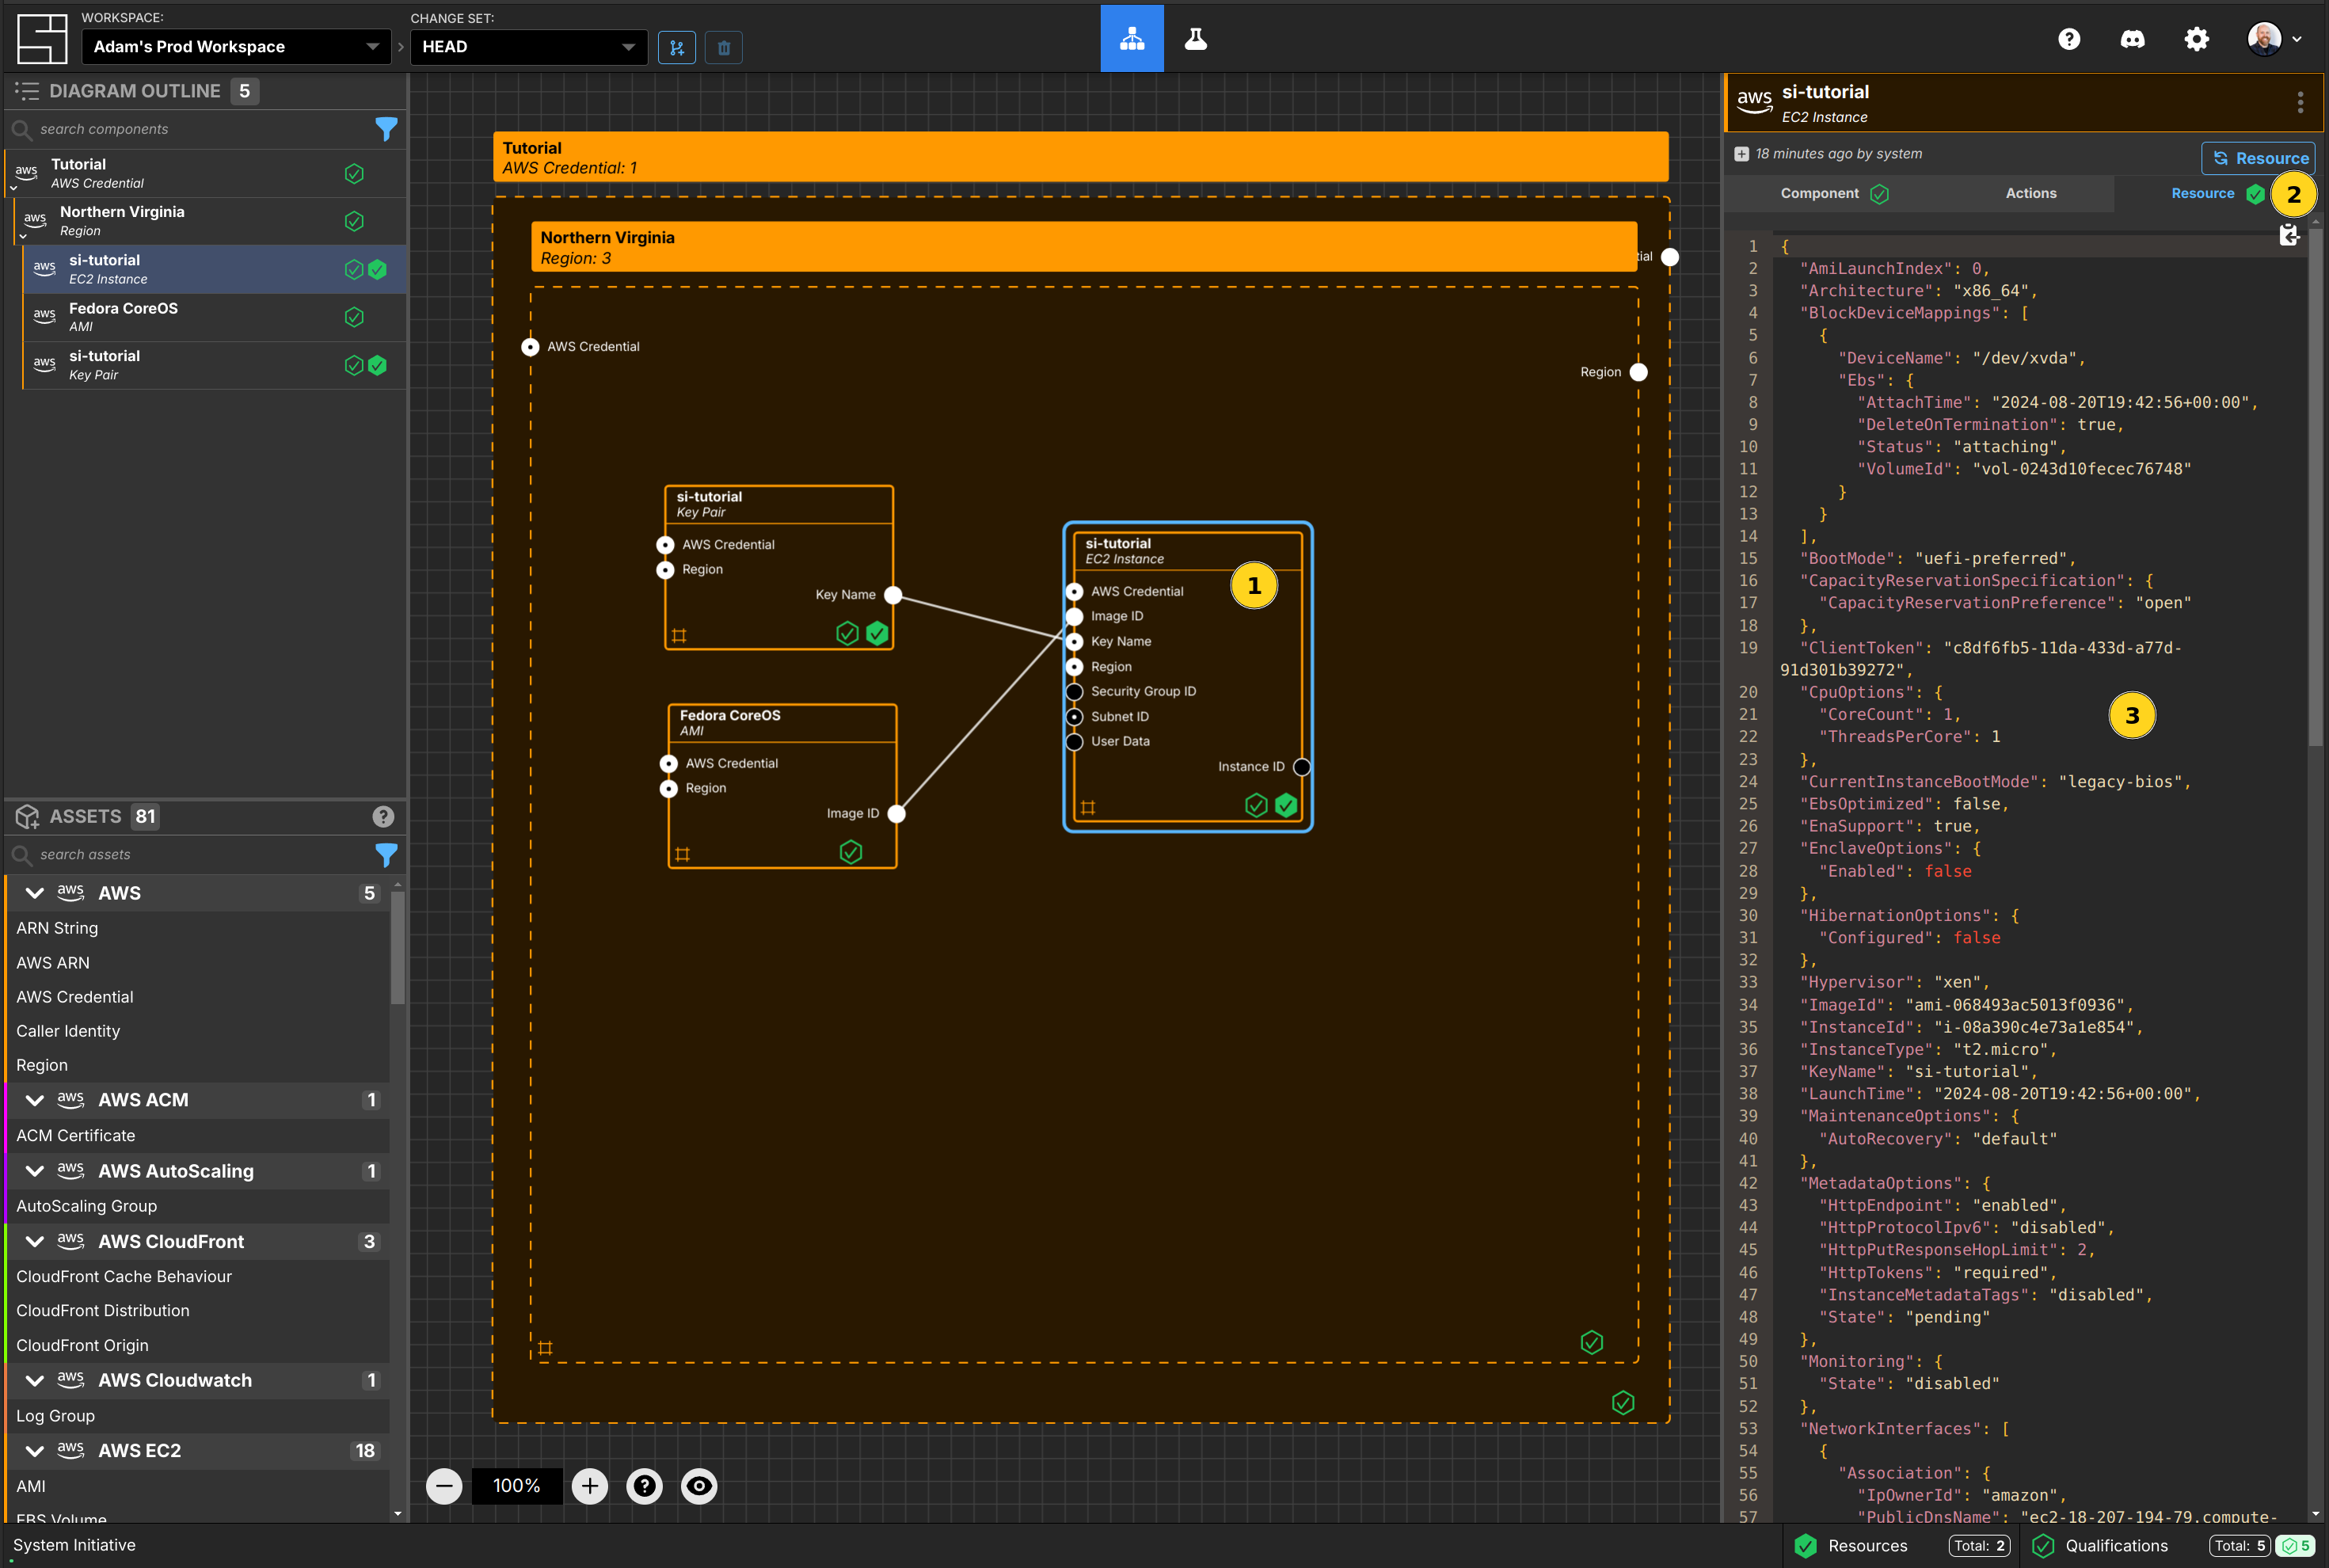 WORKSPACE:
Adam's Prod Workspace
CHANGE SET:
HEAD
DIAGRAM OUTLINE 5
search components
aws Tutorial
AWS Credential
aws Northern Virginia
Region
aws si-tutorial
EC2 Instance
aws Fedora CoreOS
AMI
aws si-tutorial
Key Pair
ASSETS 81
search assets
aws AWS 5
ARN String
AWS ARN
AWS Credential
Caller Identity
Region
aws AWS ACM 1
ACM Certificate
aws AWS AutoScaling 1
AutoScaling Group
aws AWS CloudFront 3
CloudFront Cache Behaviour
CloudFront Distribution
CloudFront Origin
aws AWS Cloudwatch 1
Log Group
aws AWS EC2 18
AMI
EBS Volume
Tutorial
AWS Credential: 1
Northern Virginia
Region: 3
ial
AWS Credential
Region
si-tutorial
Key Pair
AWS Credential
Region
Key Name
Fedora CoreOS
AMI
AWS Credential
Region
Image ID
si-tutorial
EC2 Instance
1
AWS Credential
Image ID
Key Name
Region
Security Group ID
Subnet ID
User Data
Instance ID
100%
aws si-tutorial
EC2 Instance
18 minutes ago by system
Resource
Component Actions Resource 2
1 {
2 "AmiLaunchIndex": 0,
3 "Architecture": "x86_64",
4 "BlockDeviceMappings": [
5 {
6 "DeviceName": "/dev/xvda",
7 "Ebs": {
8 "AttachTime": "2024-08-20T19:42:56+00:00",
9 "DeleteOnTermination": true,
10 "Status": "attaching",
11 "VolumeId": "vol-0243d10fecec76748"
12 }
13 }
14 ],
15 "BootMode": "uefi-preferred",
16 "CapacityReservationSpecification": {
17 "CapacityReservationPreference": "open"
18 },
19 "ClientToken": "c8df6fb5-11da-433d-a77d-
91d301b39272",
20 "CpuOptions": {
21 "CoreCount": 1,
22 "ThreadsPerCore": 1
3
23 },
24 "CurrentInstanceBootMode": "legacy-bios",
25 "EbsOptimized": false,
26 "EnaSupport": true,
27 "EnclaveOptions": {
28 "Enabled": false
29 },
30 "HibernationOptions": {
31 "Configured": false
32 },
33 "Hypervisor": "xen",
34 "ImageId": "ami-068493ac5013f0936",
35 "InstanceId": "i-08a390c4e73a1e854",
36 "InstanceType": "t2.micro",
37 "KeyName": "si-tutorial",
38 "LaunchTime": "2024-08-20T19:42:56+00:00",
39 "MaintenanceOptions": {
40 "AutoRecovery": "default"
41 },
42 "MetadataOptions": {
43 "HttpEndpoint": "enabled",
44 "HttpProtocolIpv6": "disabled",
45 "HttpPutResponseHopLimit": 2,
46 "HttpTokens": "required",
47 "InstanceMetadataTags": "disabled",
48 "State": "pending"
49 },
50 "Monitoring": {
51 "State": "disabled"
52 },
53 "NetworkInterfaces": [
54 {
55 "Association": {
56 "IpOwnerId": "amazon",
57 "PublicDnsName": "ec2-18-207-194-79.compute-
System Initiative
Resources Total: 2 Qualifications Total: 5 5